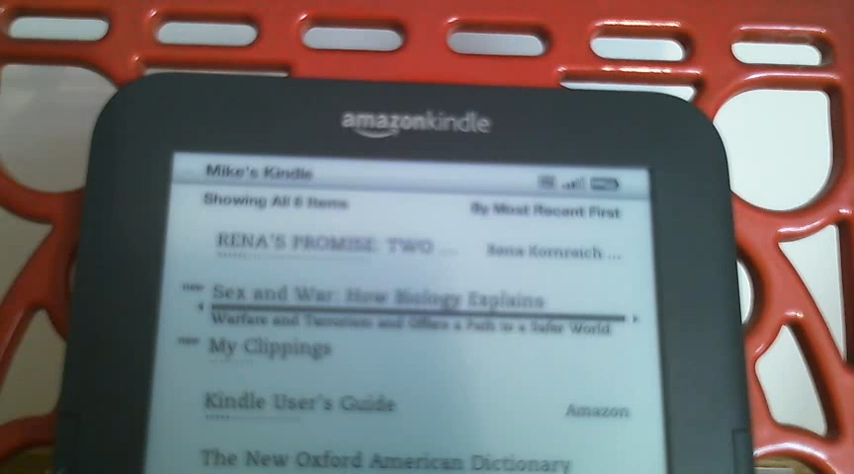 amazonkindle
Mike's Kindle
Showing All 6 Items By Most Recent First
RENA'S PROMISE: TWO ... Rena Kornreich ...
new Sex and War: How Biology Explains
Warfare and Terrorism and Offers a Path to a Safer World
new My Clippings
Kindle User's Guide Amazon
The New Oxford American Dictionary